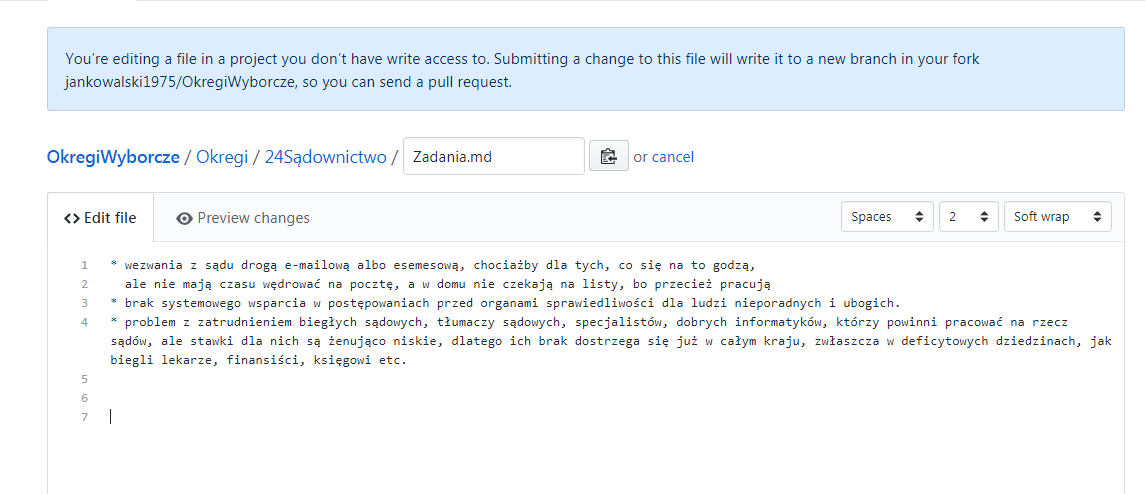 You're editing a file in a project you don't have write access to. Submitting a change to this file will write it to a new branch in your fork
jankowalski1975/OkregiWyborcze, so you can send a pull request.
OkregiWyborcze / Okregi / 24Sądownictwo / Zadania.md or cancel
<> Edit file Preview changes Spaces 2 Soft wrap
1 * wezwania z sądu drogą e-mailową albo esemesową, chociażby dla tych, co się na to godzą,
2 ale nie mają czasu wędrować na pocztę, a w domu nie czekają na listy, bo przecież pracują
3 * brak systemowego wsparcia w postępowaniach przed organami sprawiedliwości dla ludzi nieporadnych i ubogich.
4 * problem z zatrudnieniem biegłych sądowych, tłumaczy sądowych, specjalistów, dobrych informatyków, którzy powinni pracować na rzecz
sądów, ale stawki dla nich są żenująco niskie, dlatego ich brak dostrzega się już w całym kraju, zwłaszcza w deficytowych dziedzinach, jak
biegli lekarze, finansiści, księgowi etc.
5
6
7